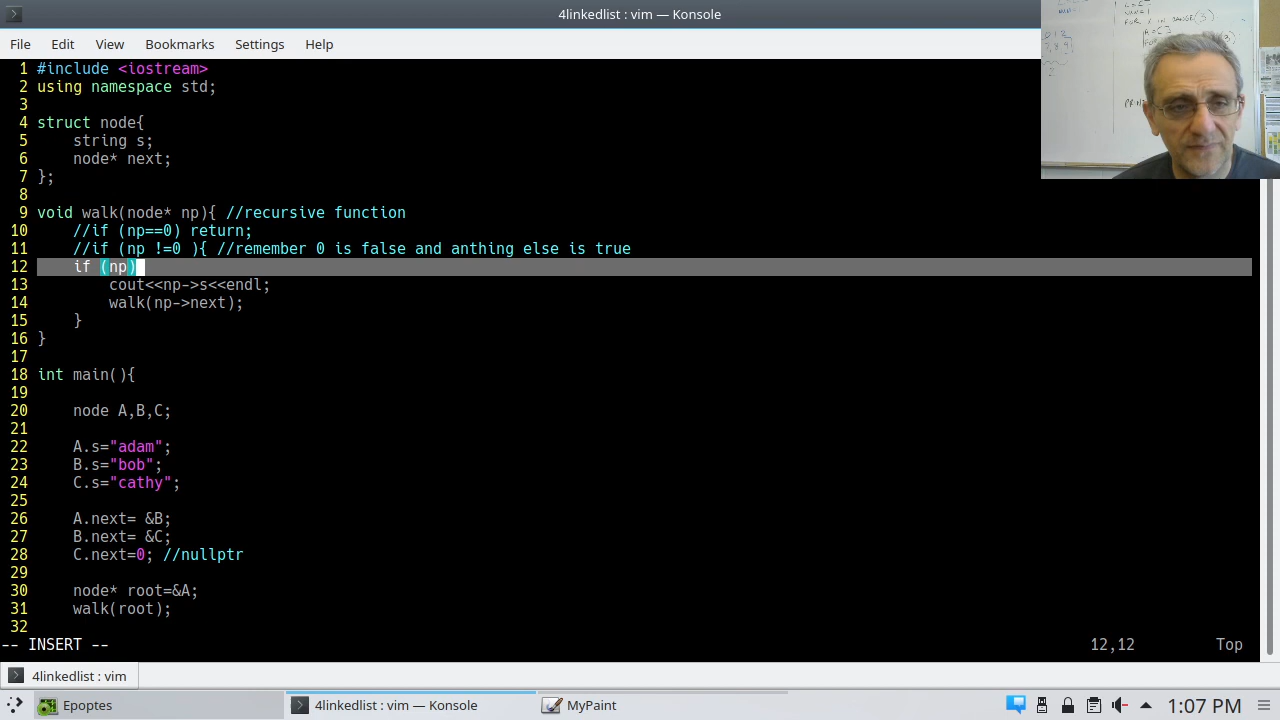 4linkedlist : vim — Konsole
File Edit View Bookmarks Settings Help
1 #include <iostream>
2 using namespace std;
3
4 struct node{
5 string s;
6 node* next;
7 };
8
9 void walk(node* np){ //recursive function
10 //if (np==0) return;
11 //if (np !=0 ){ //remember 0 is false and anthing else is true
12 if (np)
13 cout<<np->s<<endl;
14 walk(np->next);
15 }
16 }
17
18 int main(){
19
20 node A,B,C;
21
22 A.s="adam";
23 B.s="bob";
24 C.s="cathy";
25
26 A.next= &B;
27 B.next= &C;
28 C.next=0; //nullptr
29
30 node* root=&A;
31 walk(root);
32
-- INSERT -- 12,12 Top
4linkedlist : vim
Epoptes 4linkedlist : vim — Konsole MyPaint 1:07 PM